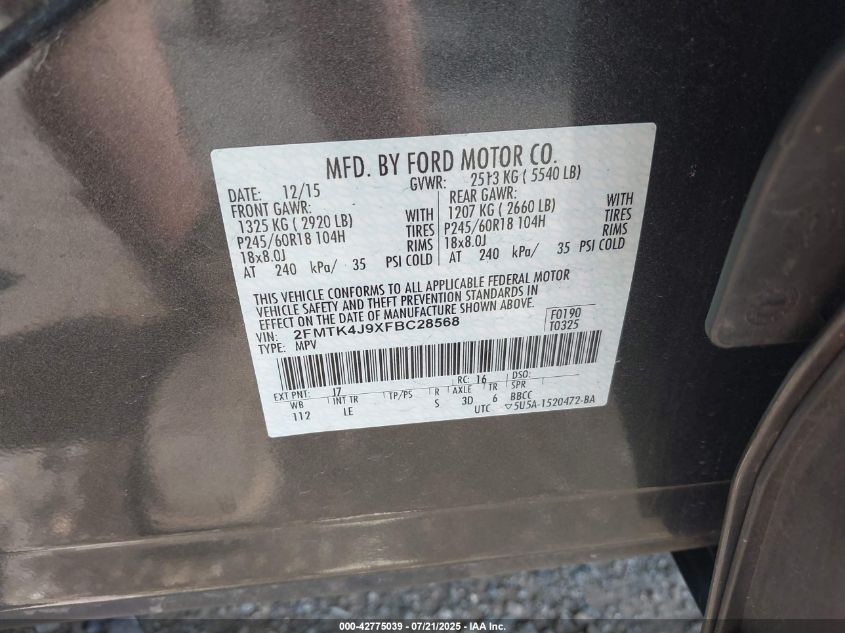 MFD. BY FORD MOTOR CO.
DATE: 12/15 GVWR: 2513 KG ( 5540 LB)
FRONT GAWR: REAR GAWR:
1325 KG ( 2920 LB) WITH 1207 KG ( 2660 LB) WITH
P245/60R18 104H TIRES P245/60R18 104H TIRES
18x8.0J RIMS 18x8.0J RIMS
AT 240 kPa/ 35 PSI COLD AT 240 kPa/ 35 PSI COLD
THIS VEHICLE CONFORMS TO ALL APPLICABLE FEDERAL MOTOR
VEHICLE SAFETY AND THEFT PREVENTION STANDARDS IN
EFFECT ON THE DATE OF MANUFACTURE SHOWN ABOVE.
VIN: 2FMTK4J9XFBC28568 F0190
TYPE: MPV T0325
EXT PNT: J7 RC: 16 DSO:
WB INT TR TP/PS R AXLE TR SPR
112 LE S 3D 6 BBCC
UTC ▽5U5A-1520472-BA
000-42775039 - 07/21/2025 - IAA Inc.